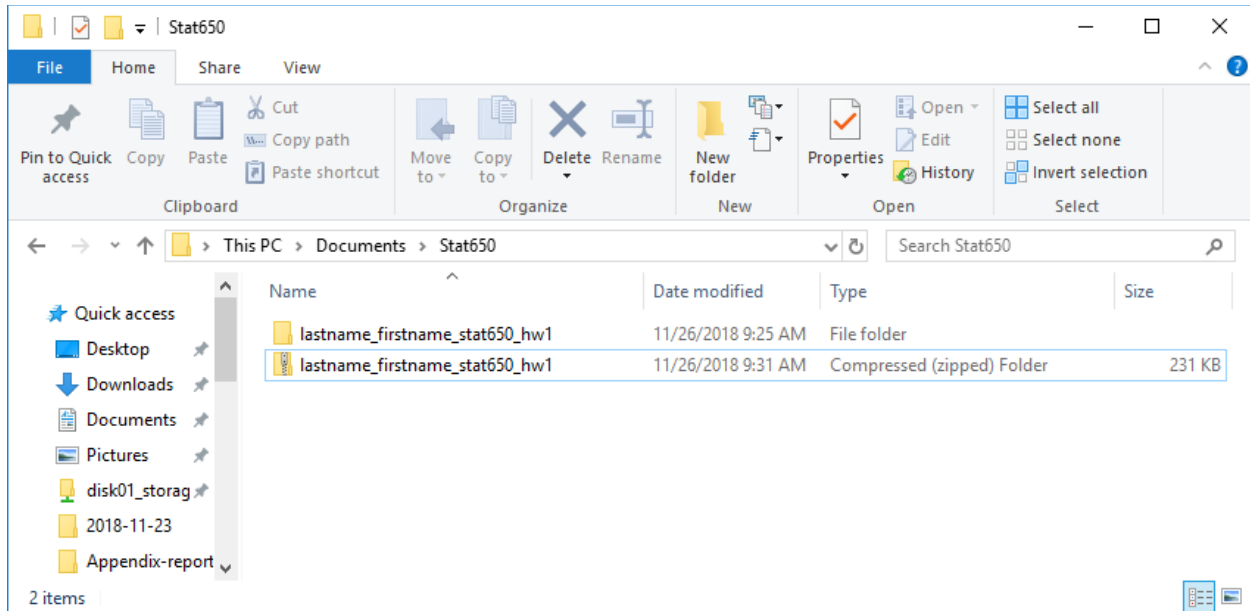 Stat650
File Home Share View
Pin to Quick access
Copy
Paste
Cut
Copy path
Paste shortcut
Clipboard
Move to
Copy to
Delete
Rename
Organize
New folder
New
Properties
Open
Edit
History
Open
Select all
Select none
Invert selection
Select
This PC > Documents > Stat650
Search Stat650
Name Date modified Type Size
Quick access
Desktop
Downloads
Documents
Pictures
disk01_storag
2018-11-23
Appendix-report
lastname_firstname_stat650_hw1 11/26/2018 9:25 AM File folder
lastname_firstname_stat650_hw1 11/26/2018 9:31 AM Compressed (zipped) Folder 231 KB
2 items